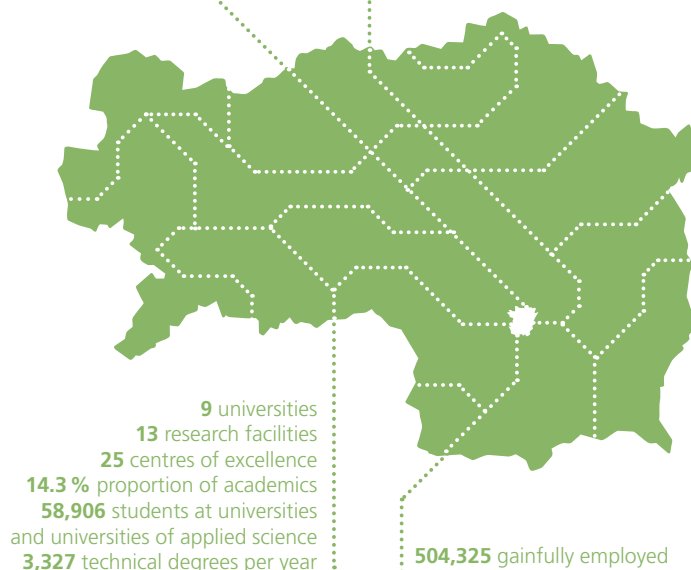 9 universities
13 research facilities
25 centres of excellence
14.3 % proportion of academics
58,906 students at universities
and universities of applied science
3,327 technical degrees per year
504,325 gainfully employed